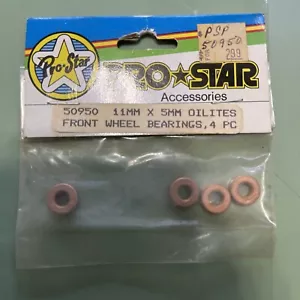 Pro-Star
PRO★STAR
Accessories
PSP
50950
299
50950 11MM X 5MM OILITES
FRONT WHEEL BEARINGS, 4 PC